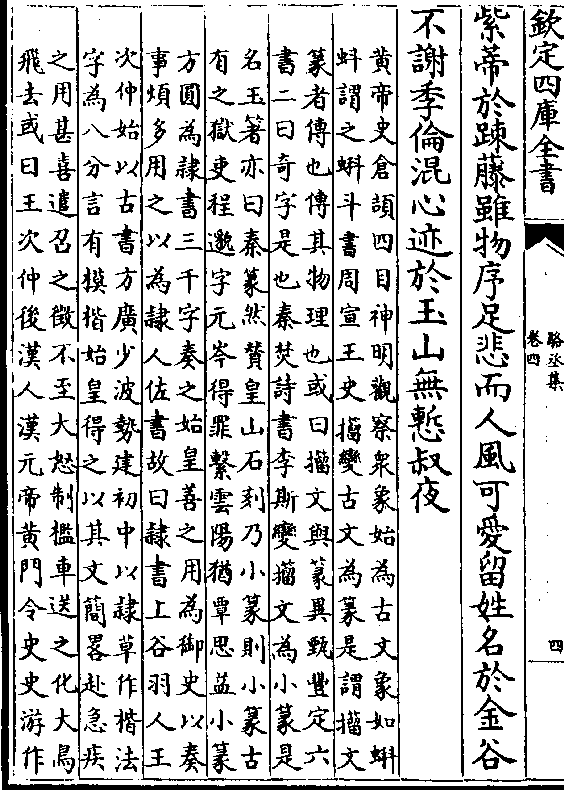 欽定四庫全書
駱丞集
卷四
四
紫蒂於踈藤雖物序足悲而人風可愛留姓名於金谷
不謝季倫混心迹於玉山無慙叔夜
黄帝史倉頡四目神明觀察衆象始為古文象如蝌
蚪謂之蝌斗書周宣王史籀變古文為篆是謂籀文
篆者傳也傳其物理也或曰籀文與篆異甄豐定六
書二曰竒字是也秦焚詩書李斯變籀文為小篆是
名玉箸亦曰秦篆然贊皇山石刻乃小篆則小篆古
有之獄吏程邈字元岑得罪繫雲陽猶覃思益小篆
方圓為隷書三千字奏之始皇善之用為御史以奏
事煩多用之以為隷人佐書故曰隷書上谷羽人王
次仲始以古書方廣少波勢建初中以隷草作楷法
字為八分言有模楷始皇得之以其文簡畧赴急疾
之用甚喜遣召之徴不至大怒制檻車送之化大鳥
飛去或曰王次仲後漢人漢元帝黄門令史史游作